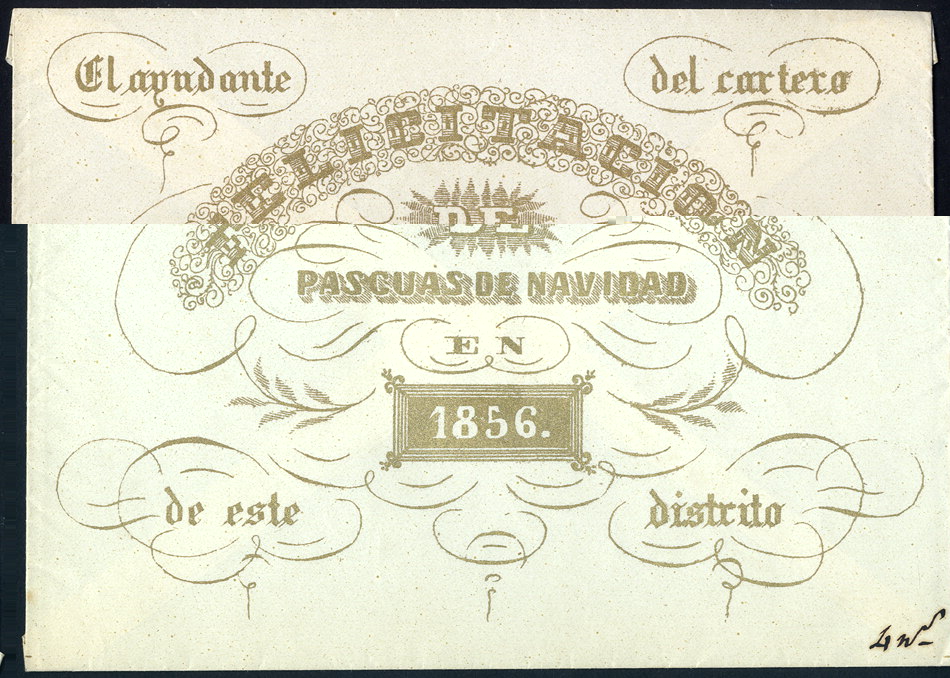 El ayudante del cartero
FELICITACION
DE
PASCUAS DE NAVIDAD
EN
1856.
de este distrito